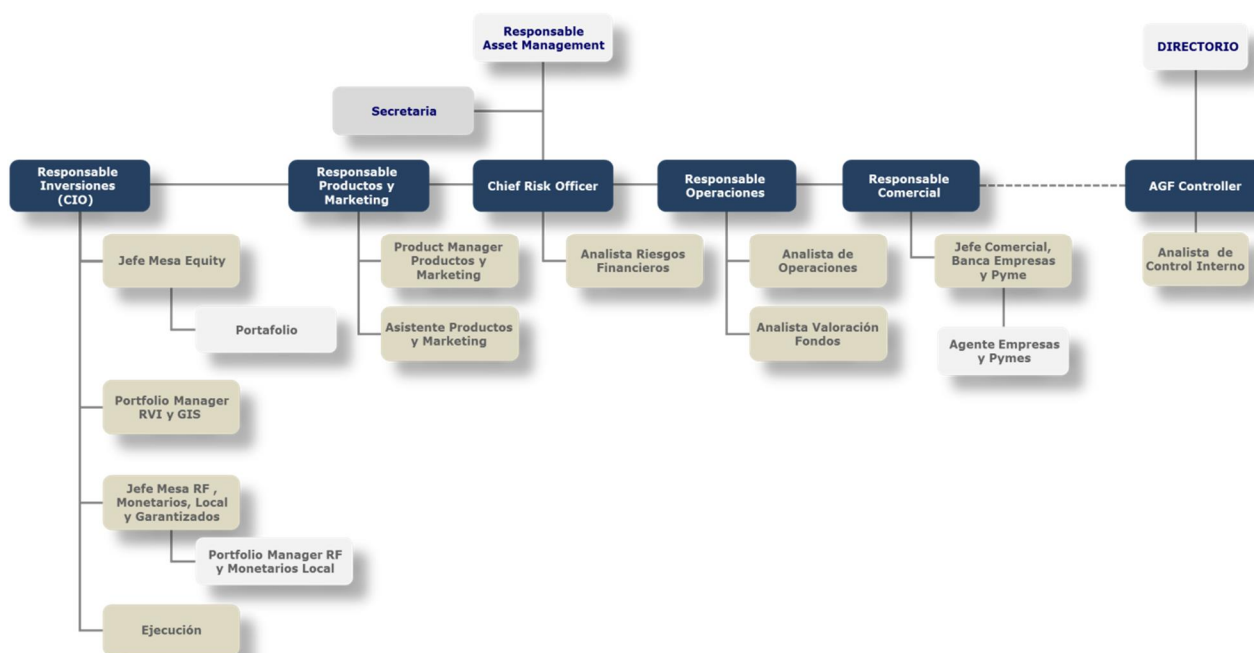 Responsable
Asset Management
DIRECTORIO
Secretaria
Responsable
Inversiones
(CIO)
Responsable
Productos y
Marketing
Chief Risk Officer
Responsable
Operaciones
Responsable
Comercial
AGF Controller
Jefe Mesa Equity
Product Manager
Productos y
Marketing
Analista Riesgos
Financieros
Analista de
Operaciones
Jefe Comercial,
Banca Empresas
y Pyme
Analista de
Control Interno
Portafolio
Asistente Productos
y Marketing
Analista Valoración
Fondos
Agente Empresas
y Pymes
Portfolio Manager
RVI y GIS
Jefe Mesa RF ,
Monetarios, Local
y Garantizados
Portfolio Manager RF
y Monetarios Local
Ejecución